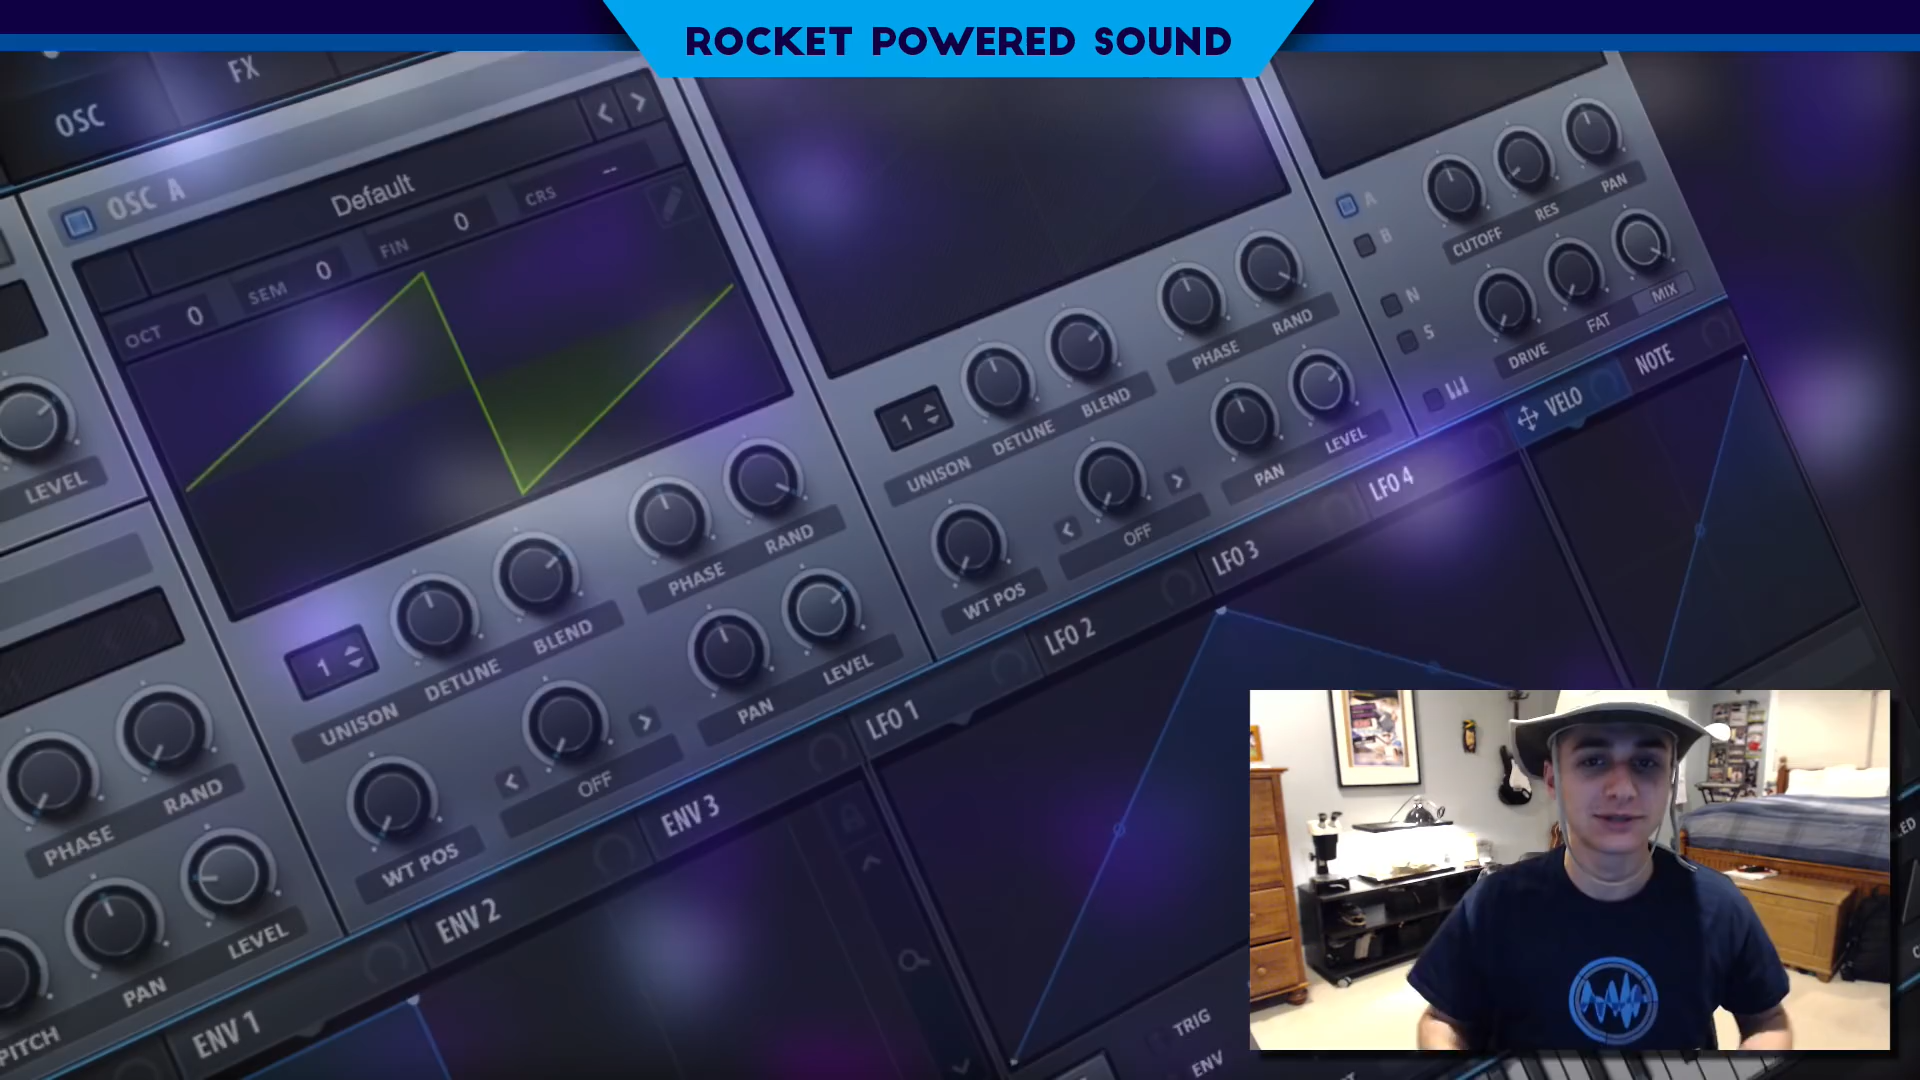 ROCKET POWERED SOUND
OSC
FX
OSC A
Default
OCT 0
SEM 0
FIN 0
CRS --
LEVEL
1
UNISON
DETUNE
BLEND
PHASE
RAND
WT POS
OFF
PAN
LEVEL
1
UNISON
DETUNE
BLEND
PHASE
RAND
WT POS
OFF
PAN
LEVEL
A
B
N
S
CUTOFF
RES
PAN
DRIVE
FAT
MIX
PHASE
RAND
PITCH
PAN
LEVEL
ENV 1
ENV 2
ENV 3
LFO 1
LFO 2
LFO 3
LFO 4
VELO
NOTE
TRIG
ENV